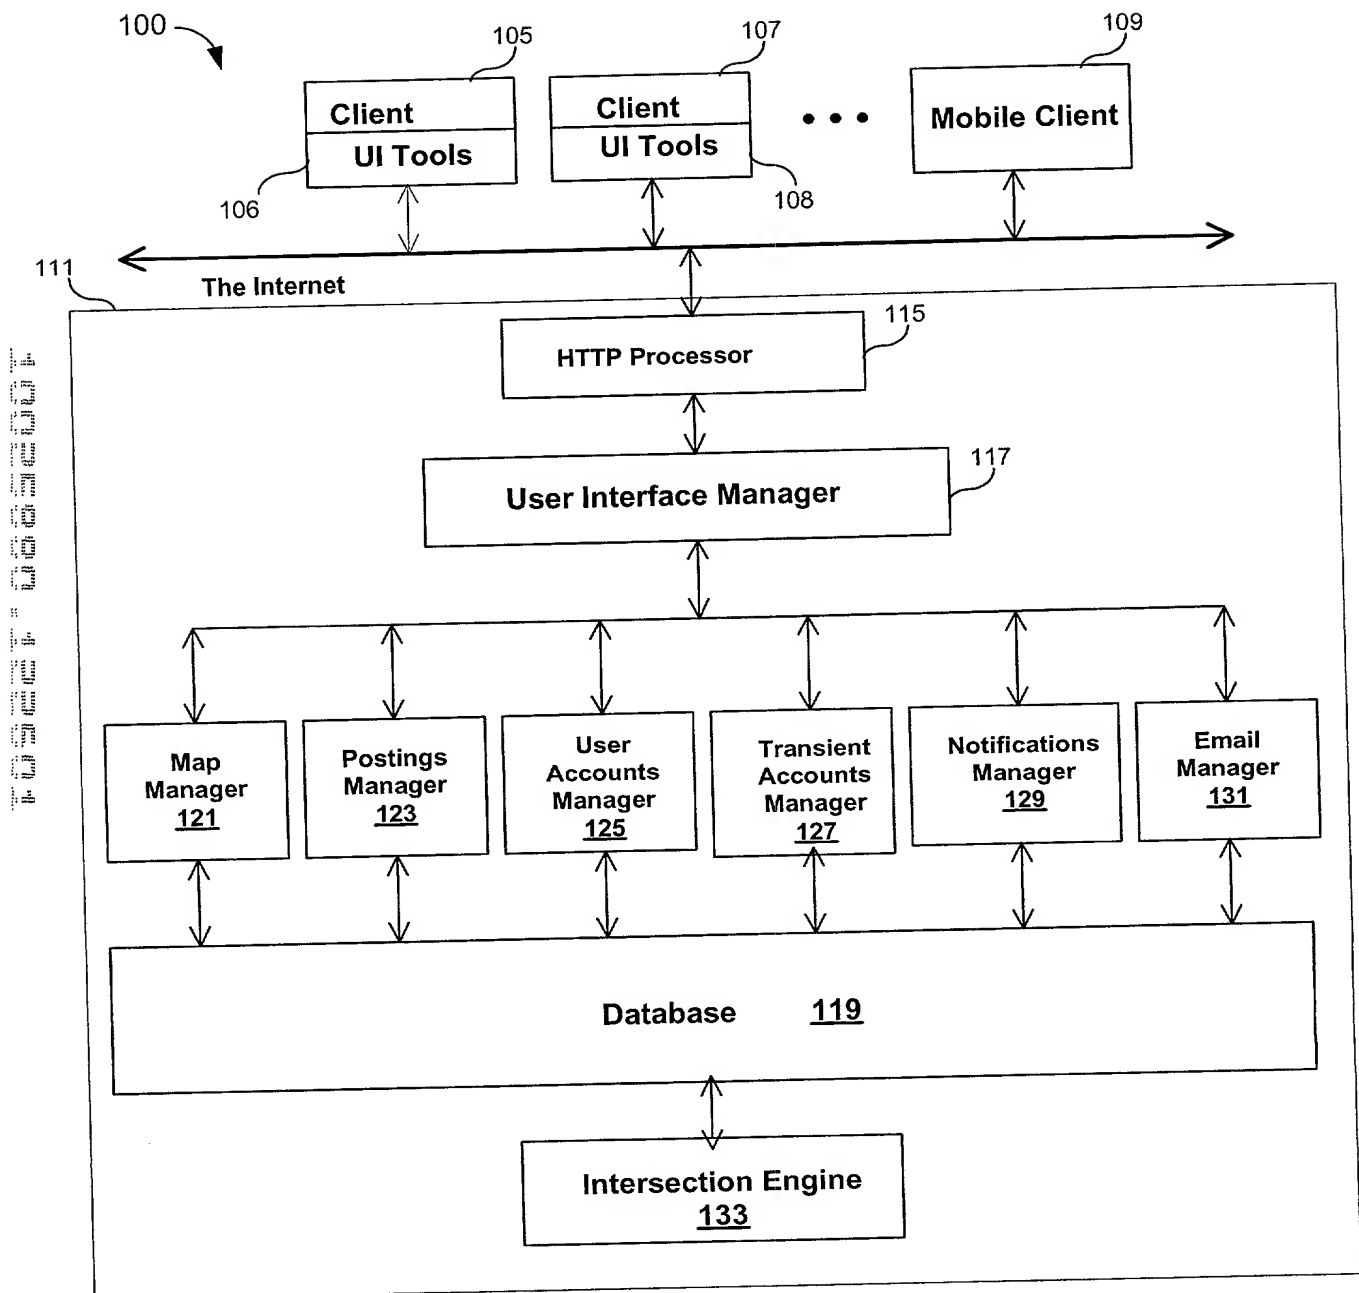 100
105
107
109
Client
UI Tools
Client
UI Tools
Mobile Client
106
108
111
The Internet
115
HTTP Processor
117
User Interface Manager
Map
Manager
121
Postings
Manager
123
User
Accounts
Manager
125
Transient
Accounts
Manager
127
Notifications
Manager
129
Email
Manager
131
Database 119
Intersection Engine
133